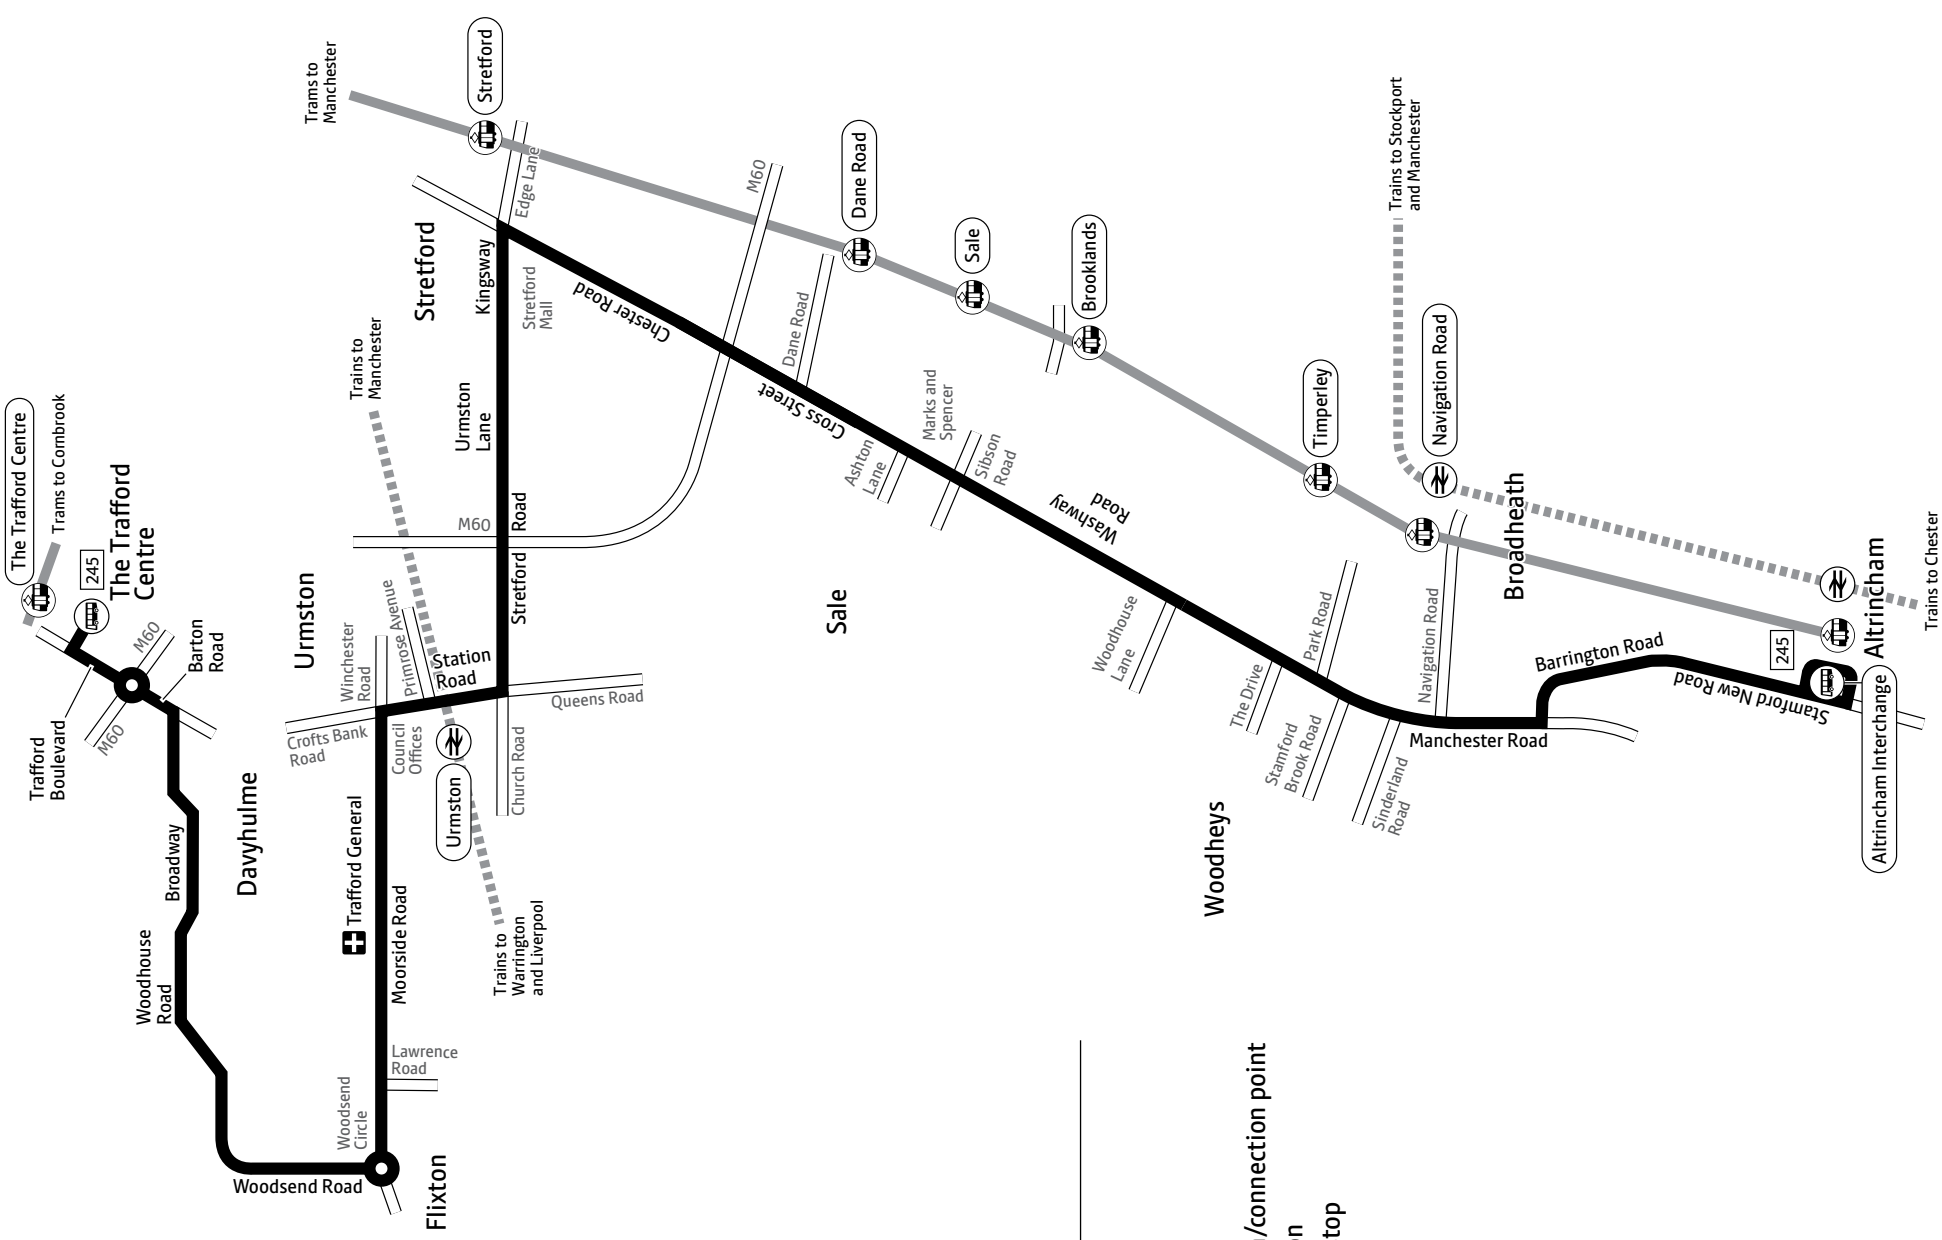 Trams to
Manchester
Stretford
The Trafford Centre
Trams to Cornbrook
245
The Trafford
Centre
M60
Barton
Road
M60
Trafford
Boulevard
Broadway
Davyhulme
Woodhouse
Road
Woodsend Road
Flixton
Woodsend
Circle
Lawrence
Road
Moorside Road
Trafford General
Council
Offices
Crofts Bank
Road
Winchester
Road
Urmston
Primrose Avenue
Station
Road
Urmston
Trains to
Warrington
and Liverpool
Trains to
Manchester
Church Road
Queens Road
Stretford
Road
M60
Urmston
Lane
Kingsway
Stretford
Stretford
Mall
Edge Lane
Chester Road
M60
Dane Road
Dane Road
Cross Street
Ashton
Lane
Marks and
Spencer
Sibson
Road
Sale
Sale
Brooklands
Washway
Road
Woodhouse
Lane
Timperley
Trains to Stockport
and Manchester
Navigation Road
Park Road
The Drive
Stamford
Brook Road
Sinderland
Road
Navigation Road
Manchester Road
Woodheys
Broadheath
Barrington Road
Stamford New Road
245
Altrincham
Altrincham Interchange
Trains to Chester
/connection point
on
top